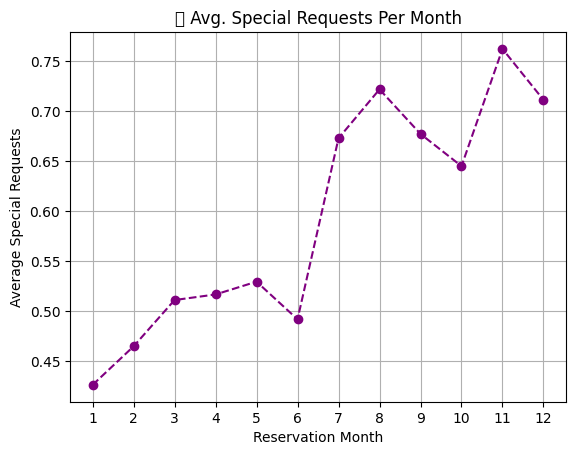 Avg. Special Requests Per Month
Average Special Requests
0.75
0.70
0.65
0.60
0.55
0.50
0.45
1 2 3 4 5 6 7 8 9 10 11 12
Reservation Month